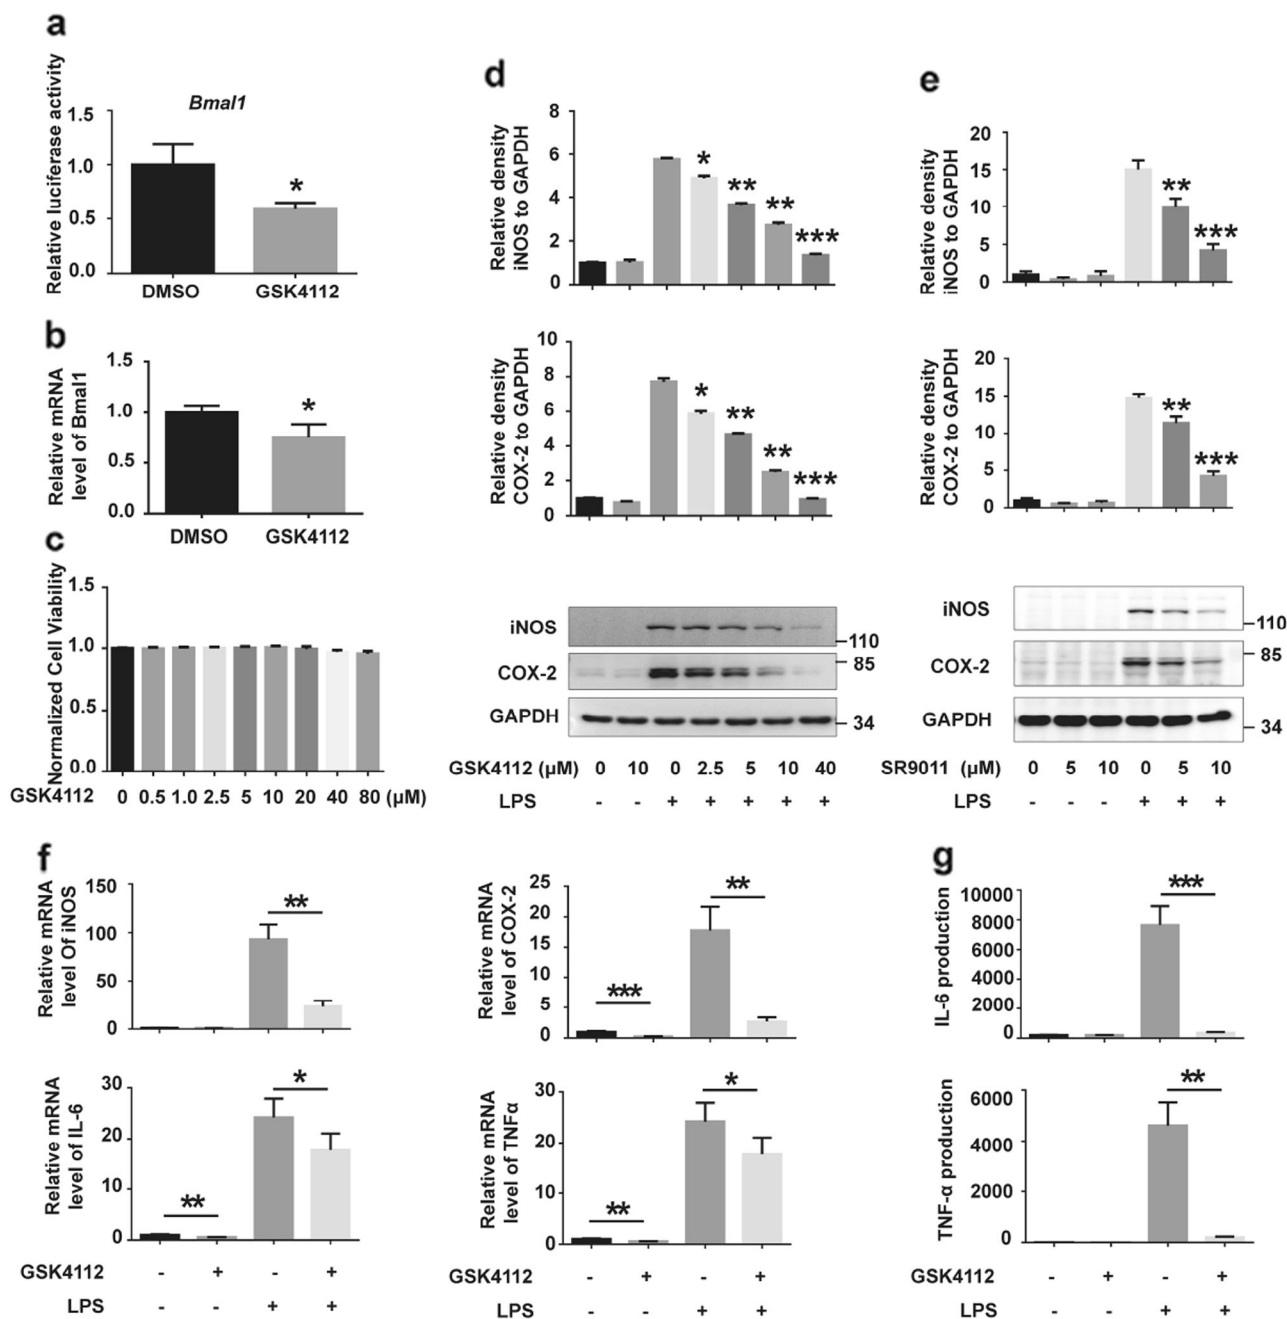 a
Relative luciferase activity
Bmal1
1.5
1.0
0.5
0.0
*
DMSO GSK4112
b
Relative mRNA
level of Bmal1
1.5
1.0
0.5
0.0
*
DMSO GSK4112
c
Normalized Cell Viability
1.5
1.0
0.5
0.0
GSK4112 0 0.5 1.0 2.5 5 10 20 40 80 (μM)
d
Relative density
iNOS to GAPDH
8
6
4
2
0
* ** ** ***
Relative density
COX-2 to GAPDH
10
8
6
4
2
0
* ** ** ***
iNOS
110
COX-2
85
GAPDH
34
GSK4112 (μM) 0 10 0 2.5 5 10 40
LPS - - + + + + +
e
Relative density
iNOS to GAPDH
20
15
10
5
0
** ***
Relative density
COX-2 to GAPDH
20
15
10
5
0
** ***
iNOS
110
COX-2
85
GAPDH
34
SR9011 (μM) 0 5 10 0 5 10
LPS - - - + + +
f
Relative mRNA
level Of iNOS
150
100
50
0
**
Relative mRNA
level of COX-2
25
20
15
10
5
0
*** **
Relative mRNA
level of IL-6
30
20
10
0
** *
Relative mRNA
level of TNFα
30
20
10
0
** *
GSK4112 - + - +
LPS - - + +
GSK4112 - + - +
- - + +
g
IL-6 production
10000
8000
6000
4000
2000
0
***
TNF-α production
6000
4000
2000
0
**
GSK4112 - + - +
LPS - - + +